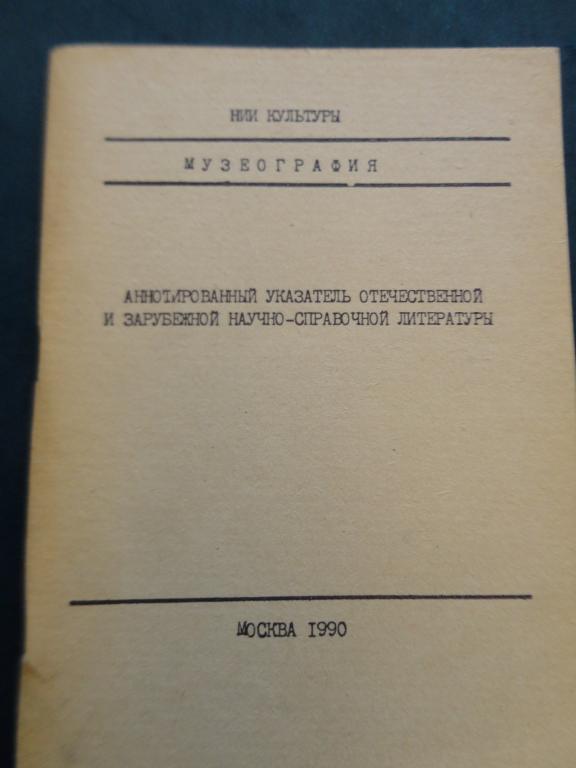 НИИ КУЛЬТУРЫ
МУЗЕОГРАФИЯ
АННОТИРОВАННЫЙ УКАЗАТЕЛЬ ОТЕЧЕСТВЕННОЙ
И ЗАРУБЕЖНОЙ НАУЧНО-СПРАВОЧНОЙ ЛИТЕРАТУРЫ
МОСКВА 1990